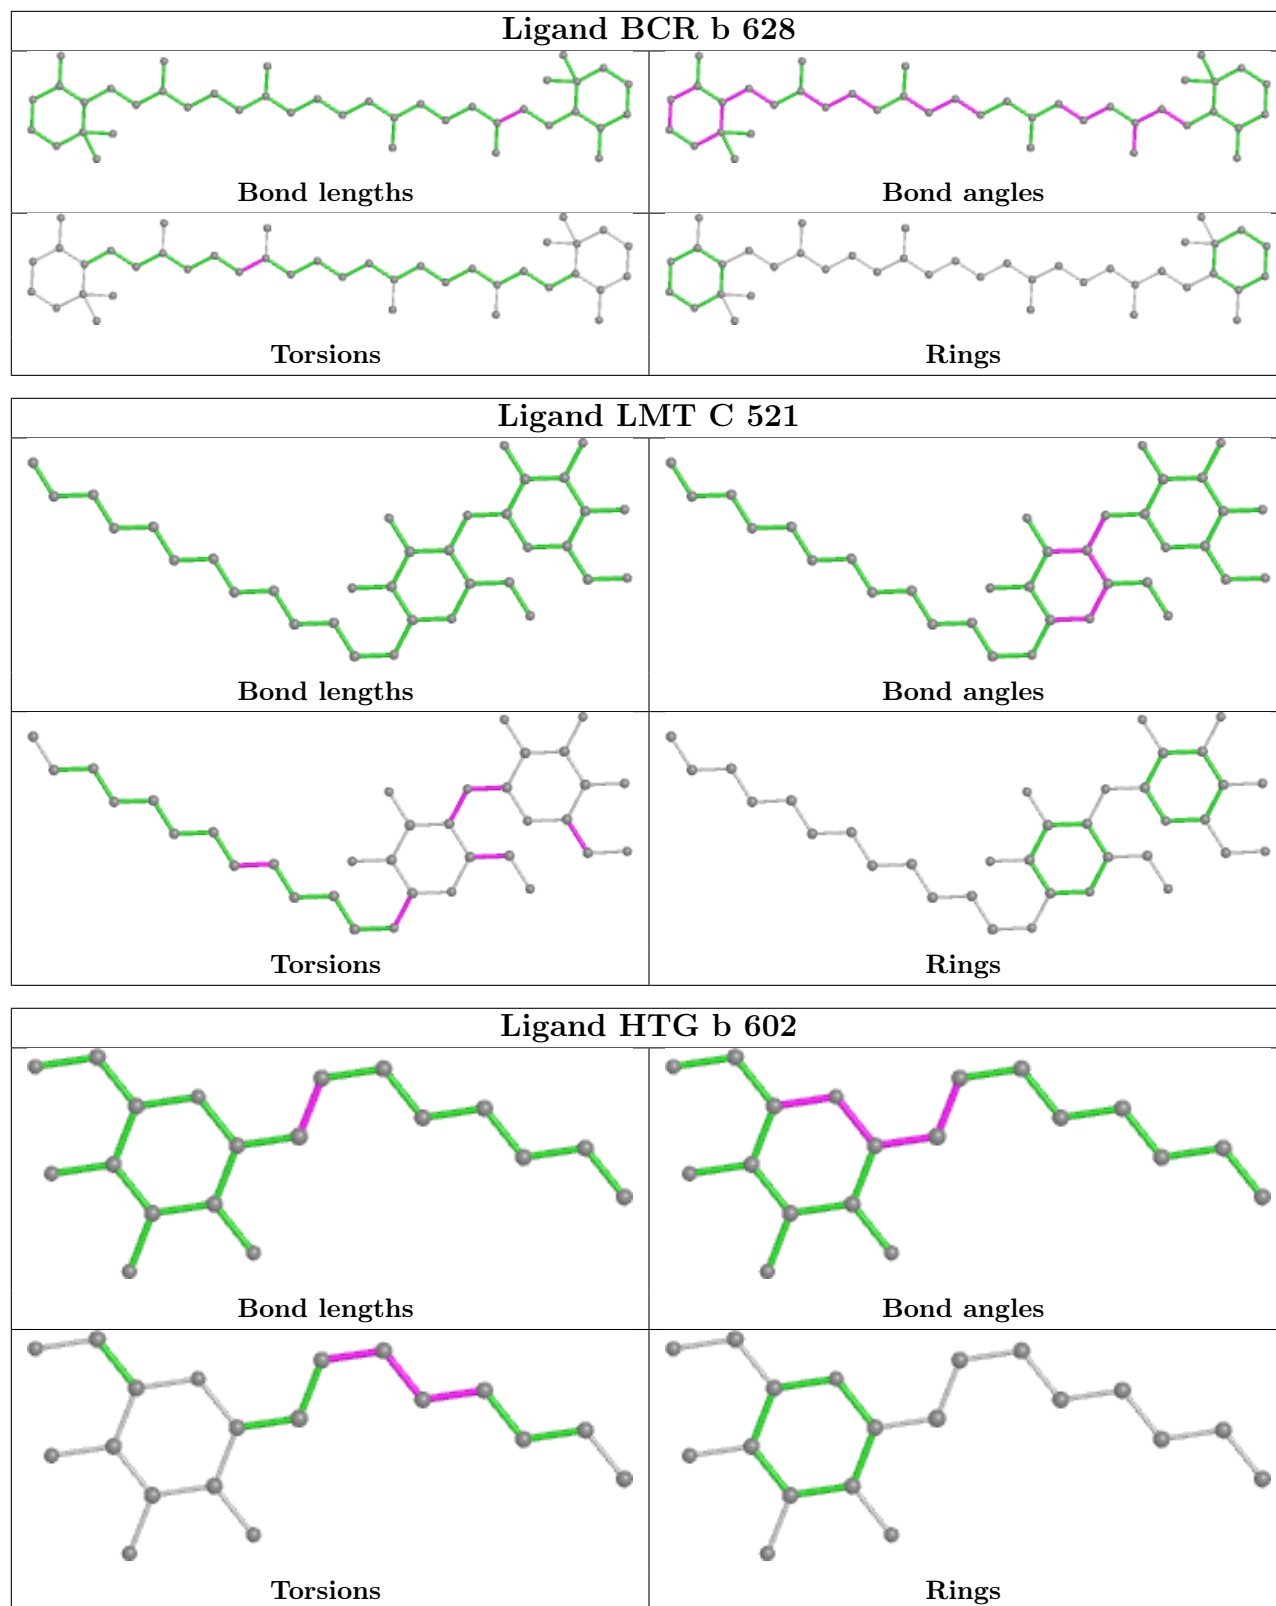 Ligand BCR b 628
Bond lengths
Bond angles
Torsions
Rings
Ligand LMT C 521
Bond lengths
Bond angles
Torsions
Rings
Ligand HTG b 602
Bond lengths
Bond angles
Torsions
Rings